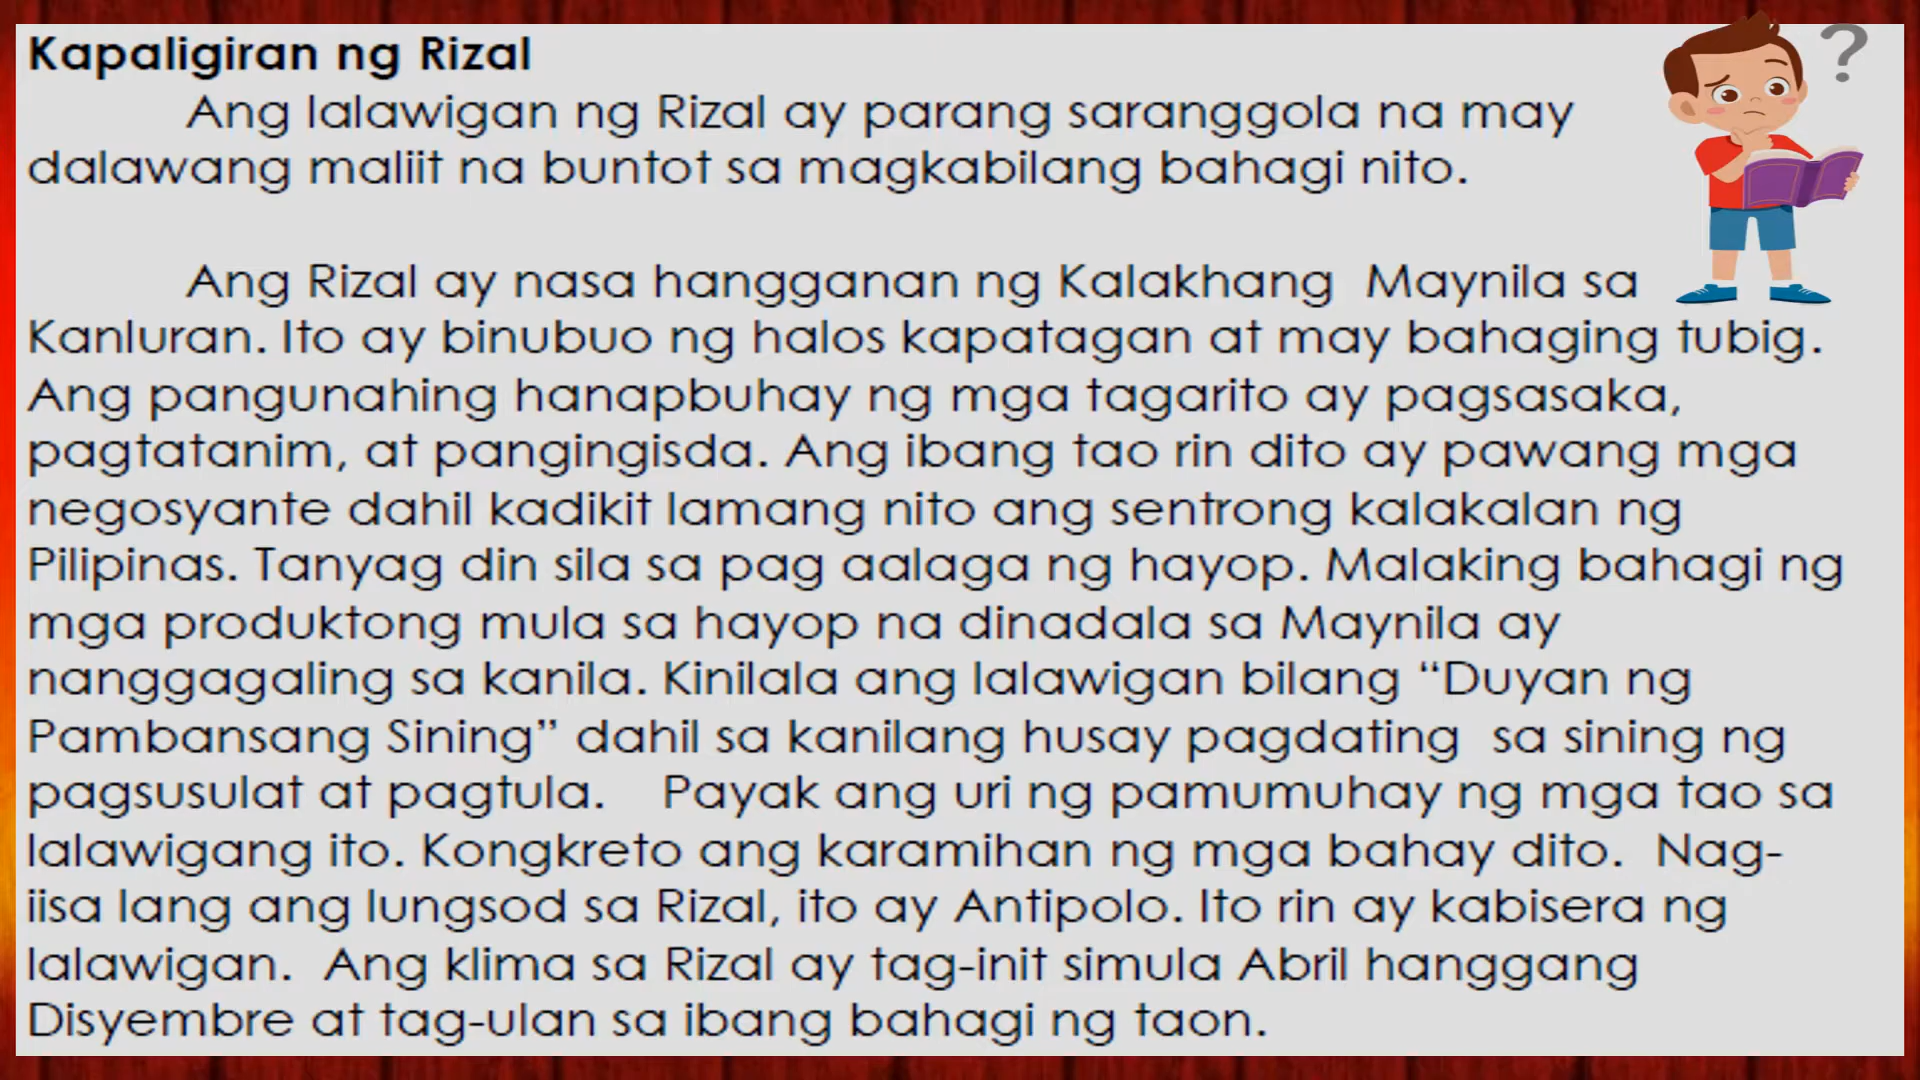 Kapaligiran ng Rizal
?
Ang lalawigan ng Rizal ay parang saranggola na may
dalawang maliit na buntot sa magkabilang bahagi nito.
Ang Rizal ay nasa hangganan ng Kalakhang Maynila sa
Kanluran. Ito ay binubuo ng halos kapatagan at may bahaging tubig.
Ang pangunahing hanapbuhay ng mga tagarito ay pagsasaka,
pagtatanim, at pangingisda. Ang ibang tao rin dito ay pawang mga
negosyante dahil kadikit lamang nito ang sentrong kalakalan ng
Pilipinas. Tanyag din sila sa pag aalaga ng hayop. Malaking bahagi ng
mga produktong mula sa hayop na dinadala sa Maynila ay
nanggagaling sa kanila. Kinilala ang lalawigan bilang “Duyan ng
Pambansang Sining” dahil sa kanilang husay pagdating sa sining ng
pagsusulat at pagtula. Payak ang uri ng pamumuhay ng mga tao sa
lalawigang ito. Kongkreto ang karamihan ng mga bahay dito. Nag-
iisa lang ang lungsod sa Rizal, ito ay Antipolo. Ito rin ay kabisera ng
lalawigan. Ang klima sa Rizal ay tag-init simula Abril hanggang
Disyembre at tag-ulan sa ibang bahagi ng taon.